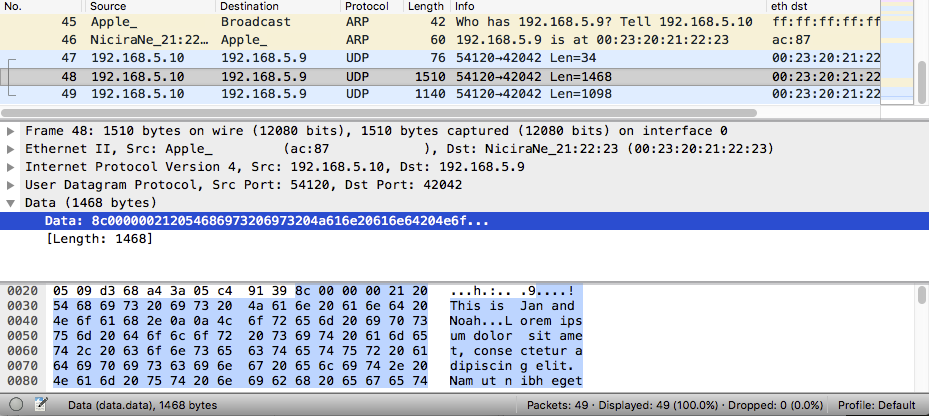 No. Source Destination Protocol Length Info eth dst
45 Apple_ Broadcast ARP 42 Who has 192.168.5.9? Tell 192.168.5.10 ff:ff:ff:ff:ff
46 NiciraNe_21:22… Apple_ ARP 60 192.168.5.9 is at 00:23:20:21:22:23 ac:87
47 192.168.5.10 192.168.5.9 UDP 76 54120→42042 Len=34 00:23:20:21:22
48 192.168.5.10 192.168.5.9 UDP 1510 54120→42042 Len=1468 00:23:20:21:22
49 192.168.5.10 192.168.5.9 UDP 1140 54120→42042 Len=1098 00:23:20:21:22
Frame 48: 1510 bytes on wire (12080 bits), 1510 bytes captured (12080 bits) on interface 0
Ethernet II, Src: Apple_ (ac:87 ), Dst: NiciraNe_21:22:23 (00:23:20:21:22:23)
Internet Protocol Version 4, Src: 192.168.5.10, Dst: 192.168.5.9
User Datagram Protocol, Src Port: 54120, Dst Port: 42042
Data (1468 bytes)
Data: 8c00000021205468697320697 3204a616e20616e64204e6f...
[Length: 1468]
0020 05 09 d3 68 a4 3a 05 c4 91 39 8c 00 00 00 21 20 ...h.:.. .9....!
0030 54 68 69 73 20 69 73 20 4a 61 6e 20 61 6e 64 20 This is Jan and
0040 4e 6f 61 68 2e 0a 0a 4c 6f 72 65 6d 20 69 70 73 Noah...L orem ips
0050 75 6d 20 64 6f 6c 6f 72 20 73 69 74 20 61 6d 65 um dolor sit ame
0060 74 2c 20 63 6f 6e 73 65 63 74 65 74 75 72 20 61 t, conse ctetur a
0070 64 69 70 69 73 63 69 6e 67 20 65 6c 69 74 2e 20 dipiscin g elit.
0080 4e 61 6d 20 75 74 20 6e 69 62 68 20 65 67 65 74 Nam ut n ibh eget
Data (data.data), 1468 bytes Packets: 49 · Displayed: 49 (100.0%) · Dropped: 0 (0.0%) Profile: Default